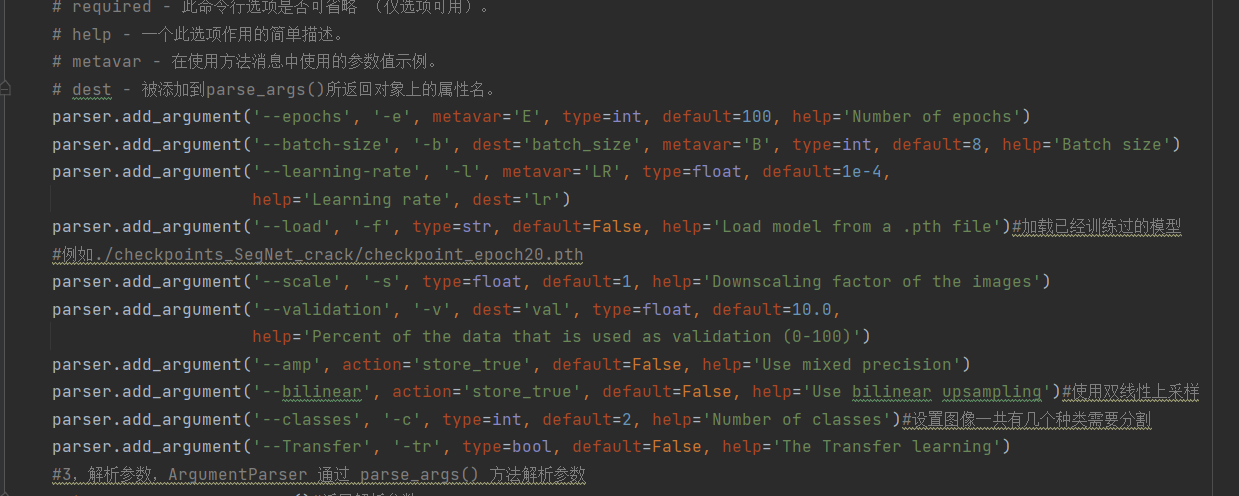 # required - 此命令行选项是否可省略 （仅选项可用）。
# help - 一个此选项作用的简单描述。
# metavar - 在使用方法消息中使用的参数值示例。
# dest - 被添加到parse_args()所返回对象上的属性名。
parser.add_argument('--epochs', '-e', metavar='E', type=int, default=100, help='Number of epochs')
parser.add_argument('--batch-size', '-b', dest='batch_size', metavar='B', type=int, default=8, help='Batch size')
parser.add_argument('--learning-rate', '-l', metavar='LR', type=float, default=1e-4,
help='Learning rate', dest='lr')
parser.add_argument('--load', '-f', type=str, default=False, help='Load model from a .pth file')#加载已经训练过的模型
#例如./checkpoints_SegNet_crack/checkpoint_epoch20.pth
parser.add_argument('--scale', '-s', type=float, default=1, help='Downscaling factor of the images')
parser.add_argument('--validation', '-v', dest='val', type=float, default=10.0,
help='Percent of the data that is used as validation (0-100)')
parser.add_argument('--amp', action='store_true', default=False, help='Use mixed precision')
parser.add_argument('--bilinear', action='store_true', default=False, help='Use bilinear upsampling')#使用双线性上采样
parser.add_argument('--classes', '-c', type=int, default=2, help='Number of classes')#设置图像一共有几个种类需要分割
parser.add_argument('--Transfer', '-tr', type=bool, default=False, help='The Transfer learning')
#3，解析参数，ArgumentParser 通过 parse_args() 方法解析参数